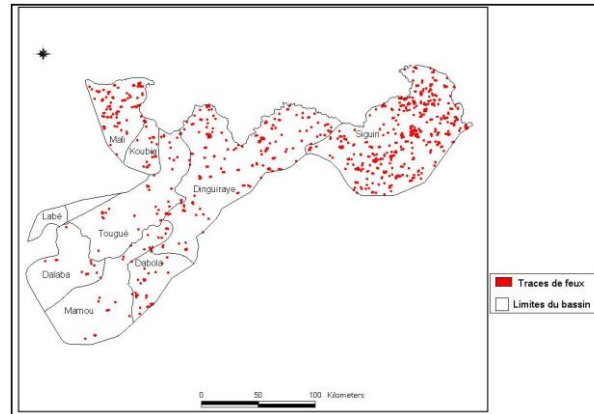 Mali
Koubia
Siguiri
Dinguiraye
Labé
Tougué
Dalaba
Dabola
Mamou
Traces de feux
Limites du bassin
0 50 100 Kilometers